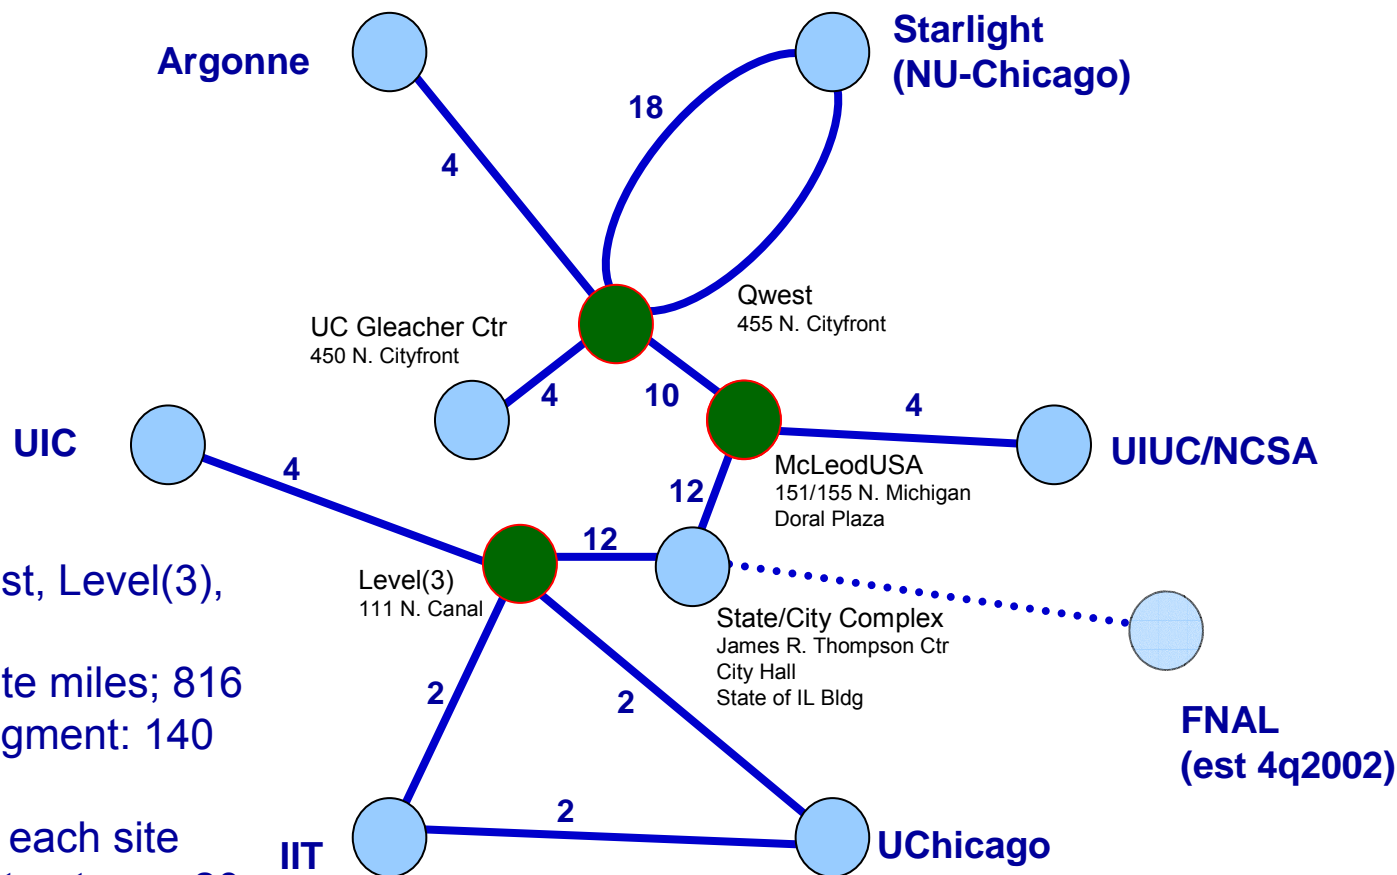 Argonne
Starlight
(NU-Chicago)
18
4
Qwest
455 N. Cityfront
UC Gleacher Ctr
450 N. Cityfront
4
10
4
UIC
UIUC/NCSA
4
McLeodUSA
151/155 N. Michigan
Doral Plaza
12
12
st, Level(3),
Level(3)
111 N. Canal
State/City Complex
James R. Thompson Ctr
City Hall
State of IL Bldg
te miles; 816
gment: 140
2
2
FNAL
(est 4q2002)
2
each site
IIT
UChicago